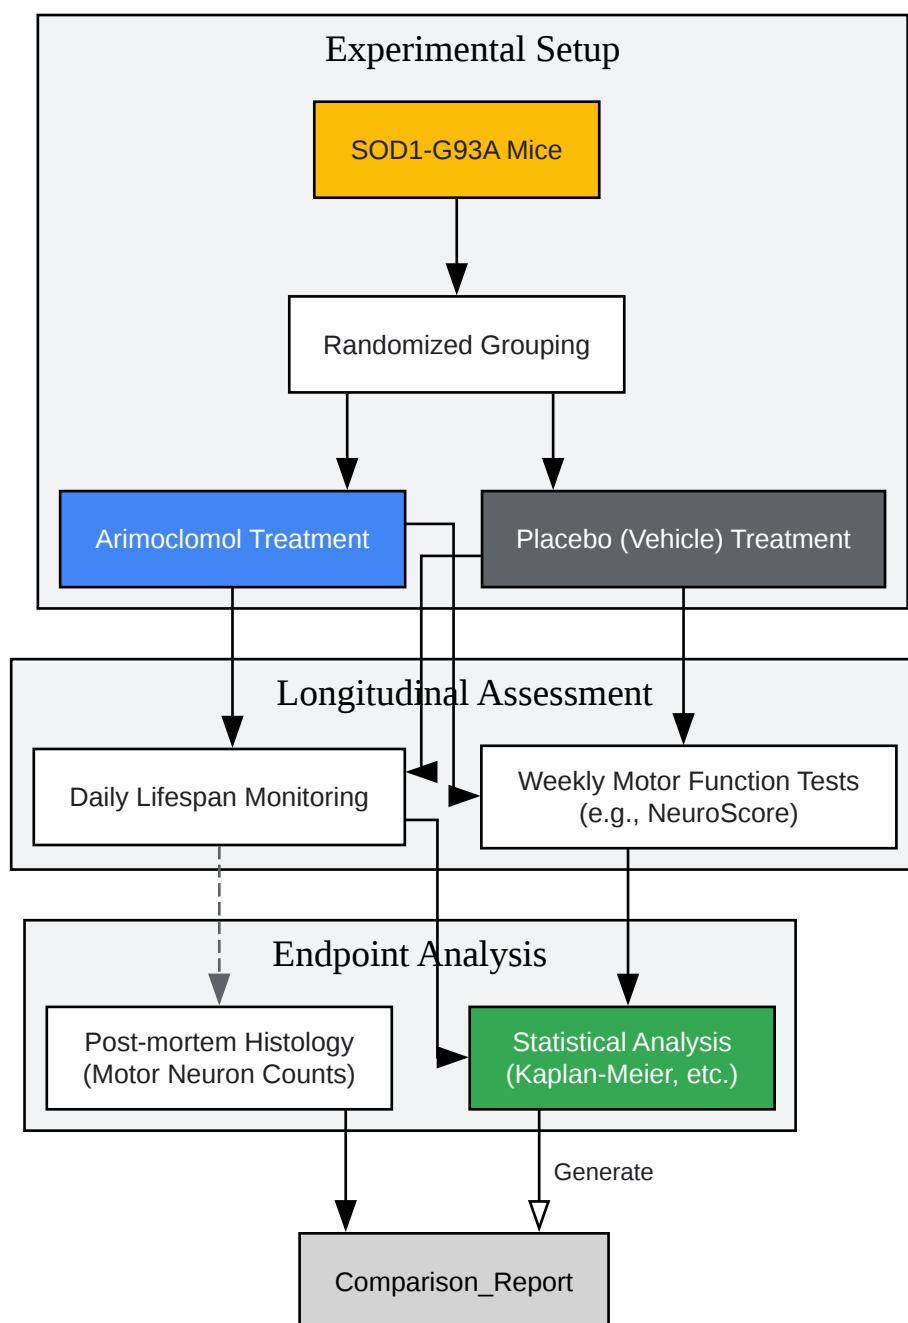 Experimental Setup
SOD1-G93A Mice
Randomized Grouping
Arimoclomol Treatment
Placebo (Vehicle) Treatment
Longitudinal Assessment
Daily Lifespan Monitoring
Weekly Motor Function Tests
(e.g., NeuroScore)
Endpoint Analysis
Post-mortem Histology
(Motor Neuron Counts)
Statistical Analysis
(Kaplan-Meier, etc.)
Generate
Comparison_Report